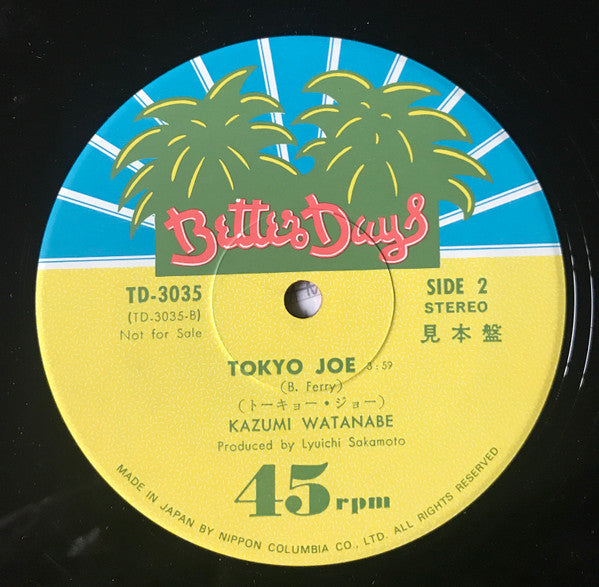 Better Days
TD-3035
(TD-3035-B)
Not for Sale
SIDE 2
STEREO
見本盤
TOKYO JOE 3:59
(B. Ferry)
(トーキョー・ジョー)
KAZUMI WATANABE
Produced by Lyuichi Sakamoto
45 rpm
MADE IN JAPAN BY NIPPON COLUMBIA CO., LTD. ALL RIGHTS RESERVED